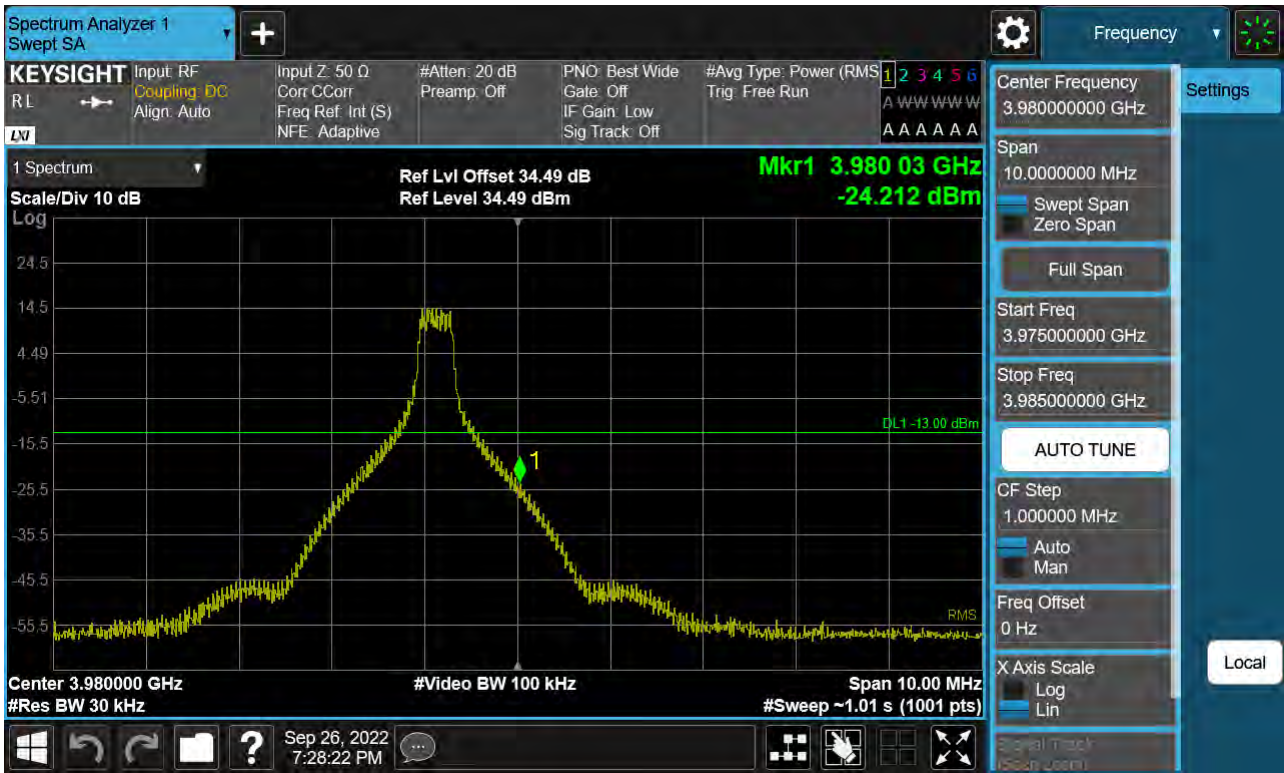 Spectrum Analyzer 1
Swept SA
+
Frequency
KEYSIGHT
RL
LXI
Input: RF
Coupling: DC
Align: Auto
Input Z: 50 Ω
Corr CCorr
Freq Ref: Int (S)
NFE: Adaptive
#Atten: 20 dB
Preamp: Off
PNO: Best Wide
Gate: Off
IF Gain: Low
Sig Track: Off
#Avg Type: Power (RMS
Trig: Free Run
1 2 3 4 5 6
A W W W W W
A A A A A A
1 Spectrum
Scale/Div 10 dB
Ref Lvl Offset 34.49 dB
Ref Level 34.49 dBm
Mkr1 3.980 03 GHz
-24.212 dBm
Log
24.5
14.5
4.49
-5.51
DL1 -13.00 dBm
-15.5
1
-25.5
-35.5
-45.5
-55.5
RMS
Center 3.980000 GHz
#Res BW 30 kHz
#Video BW 100 kHz
Span 10.00 MHz
#Sweep ~1.01 s (1001 pts)
Center Frequency
3.980000000 GHz
Settings
Span
10.0000000 MHz
Swept Span
Zero Span
Full Span
Start Freq
3.975000000 GHz
Stop Freq
3.985000000 GHz
AUTO TUNE
CF Step
1.000000 MHz
Auto
Man
Freq Offset
0 Hz
X Axis Scale
Log
Lin
Local
Signal Track
(Span Zoom)
?
Sep 26, 2022
7:28:22 PM